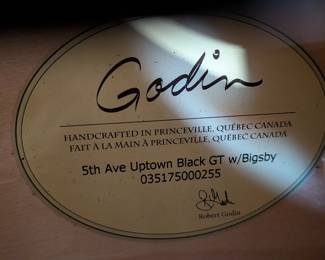 Godin
HANDCRAFTED IN PRINCEVILLE, QUÉBEC CANADA
FAIT À LA MAIN À PRINCEVILLE, QUÉBEC CANADA
5th Ave Uptown Black GT w/Bigsby
035175000255
Robert Godin